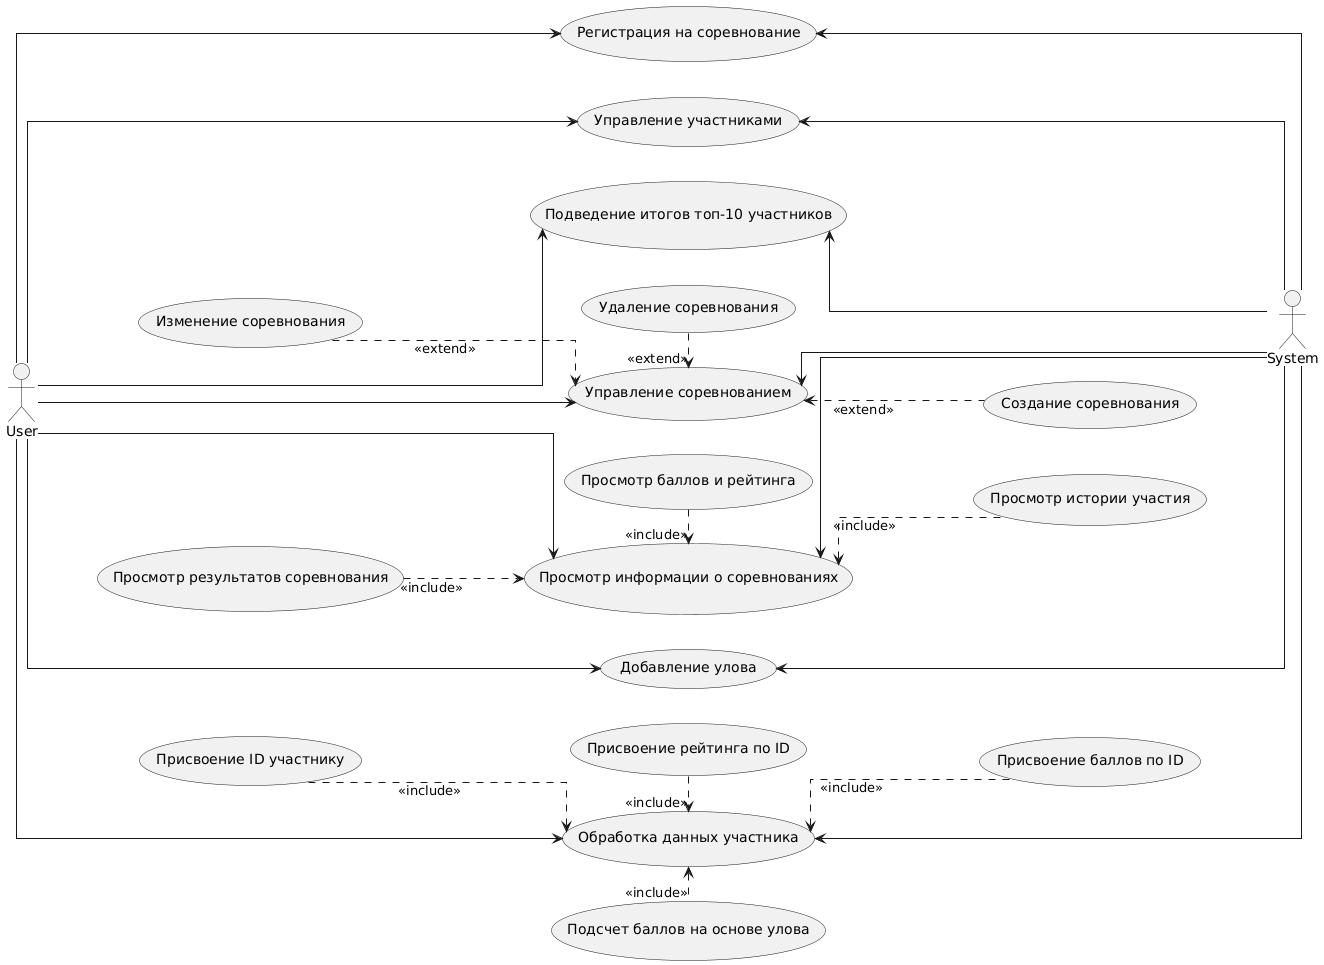 Регистрация на соревнование
Управление участниками
Подведение итогов топ-10 участников
Удаление соревнования
Изменение соревнования
«extend»
«extend»
System
Управление соревнованием
Создание соревнования
«extend»
User
Просмотр баллов и рейтинга
Просмотр истории участия
«include»
«include»
Просмотр результатов соревнования
«include»
Просмотр информации о соревнованиях
Добавление улова
Присвоение ID участнику
Присвоение рейтинга по ID
Присвоение баллов по ID
«include»
«include»
«include»
Обработка данных участника
«include»
Подсчет баллов на основе улова